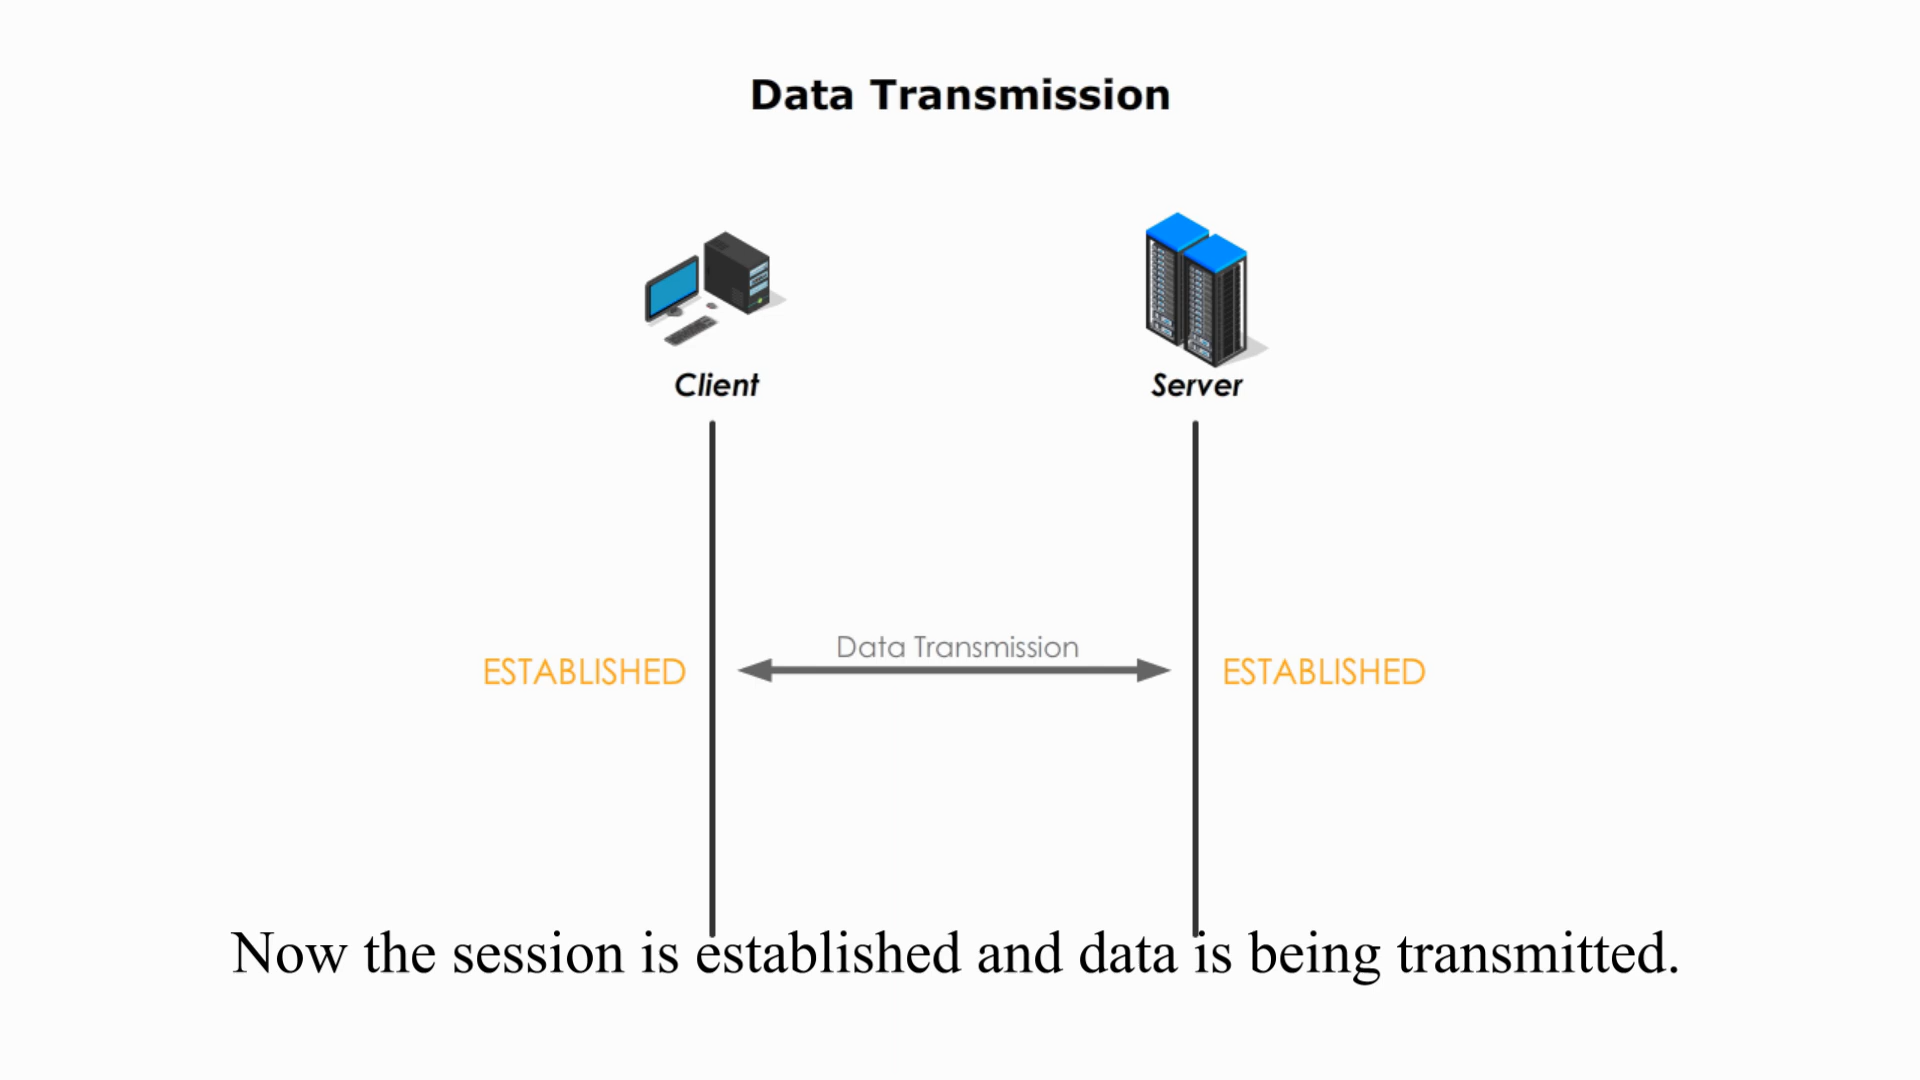 Data Transmission
Client
Server
Data Transmission
ESTABLISHED
ESTABLISHED
Now the session is established and data is being transmitted.